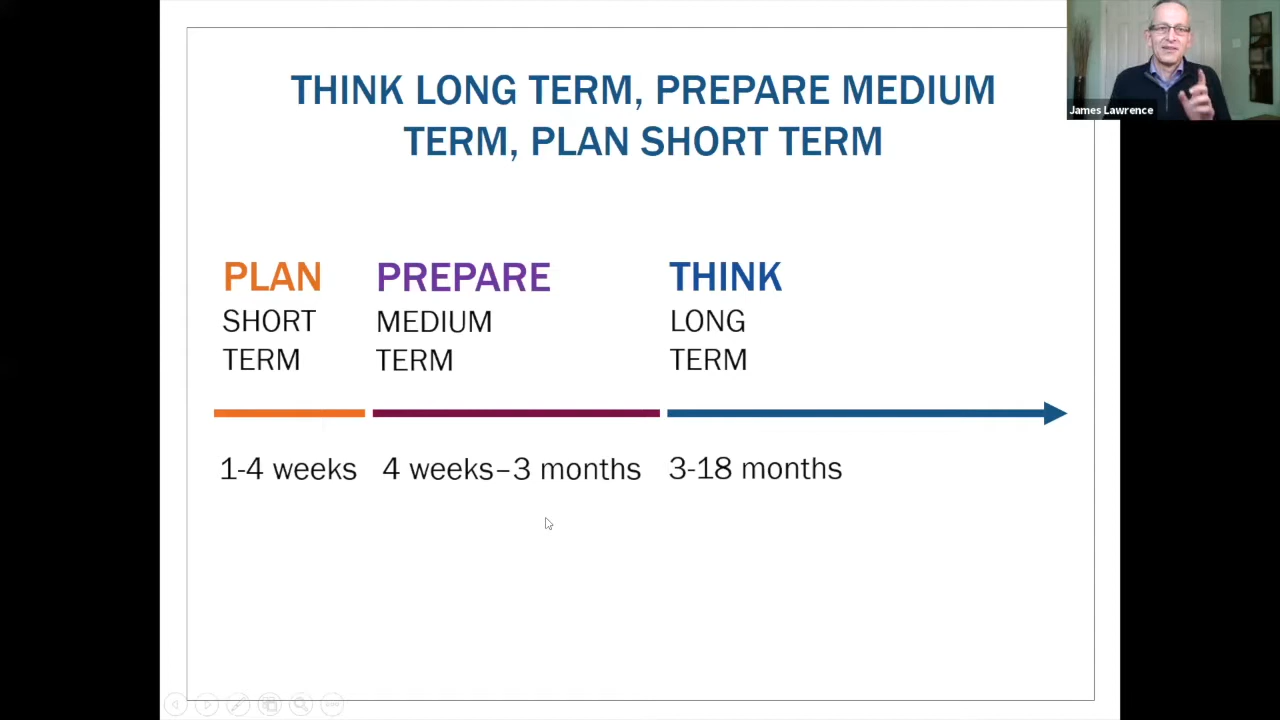 THINK LONG TERM, PREPARE MEDIUM
TERM, PLAN SHORT TERM
James Lawrence
PLAN
SHORT
TERM
PREPARE
MEDIUM
TERM
THINK
LONG
TERM
1-4 weeks
4 weeks–3 months
3-18 months